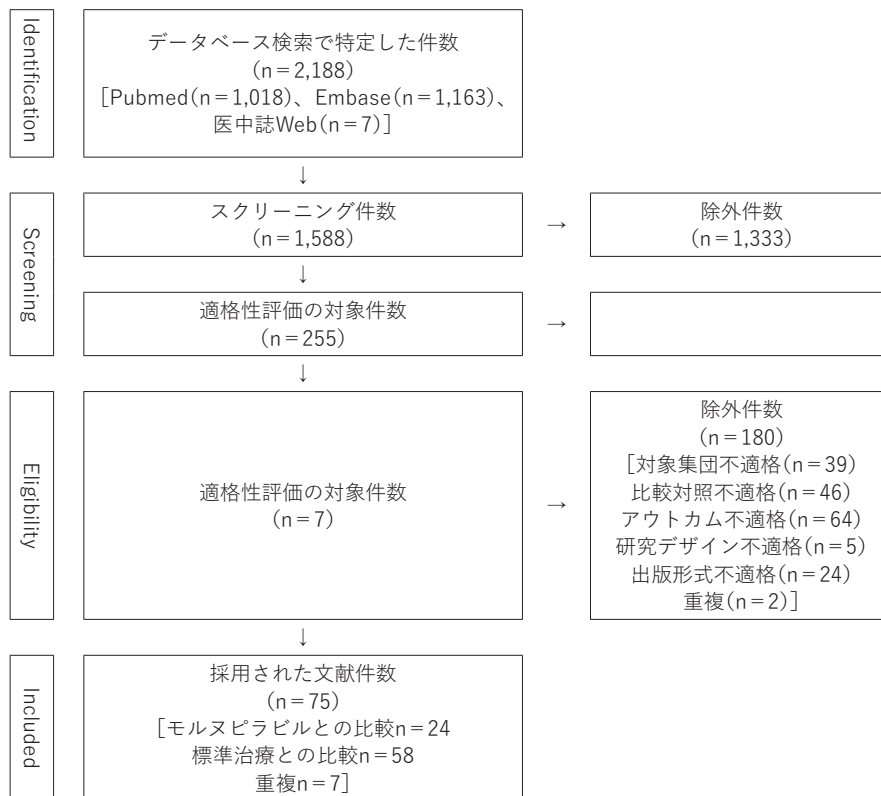 Identification
データベース検索で特定した件数
(n＝2,188)
[Pubmed(n＝1,018)、Embase(n＝1,163)、
医中誌Web(n＝7)]
↓
Screening
スクリーニング件数
(n＝1,588)
→
除外件数
(n＝1,333)
↓
適格性評価の対象件数
(n＝255)
→
↓
Eligibility
適格性評価の対象件数
(n＝7)
→
除外件数
(n＝180)
[対象集団不適格(n＝39)
比較対照不適格(n＝46)
アウトカム不適格(n＝64)
研究デザイン不適格(n＝5)
出版形式不適格(n＝24)
重複(n＝2)]
↓
Included
採用された文献件数
(n＝75)
[モルヌピラビルとの比較n＝24
標準治療との比較n＝58
重複n＝7]